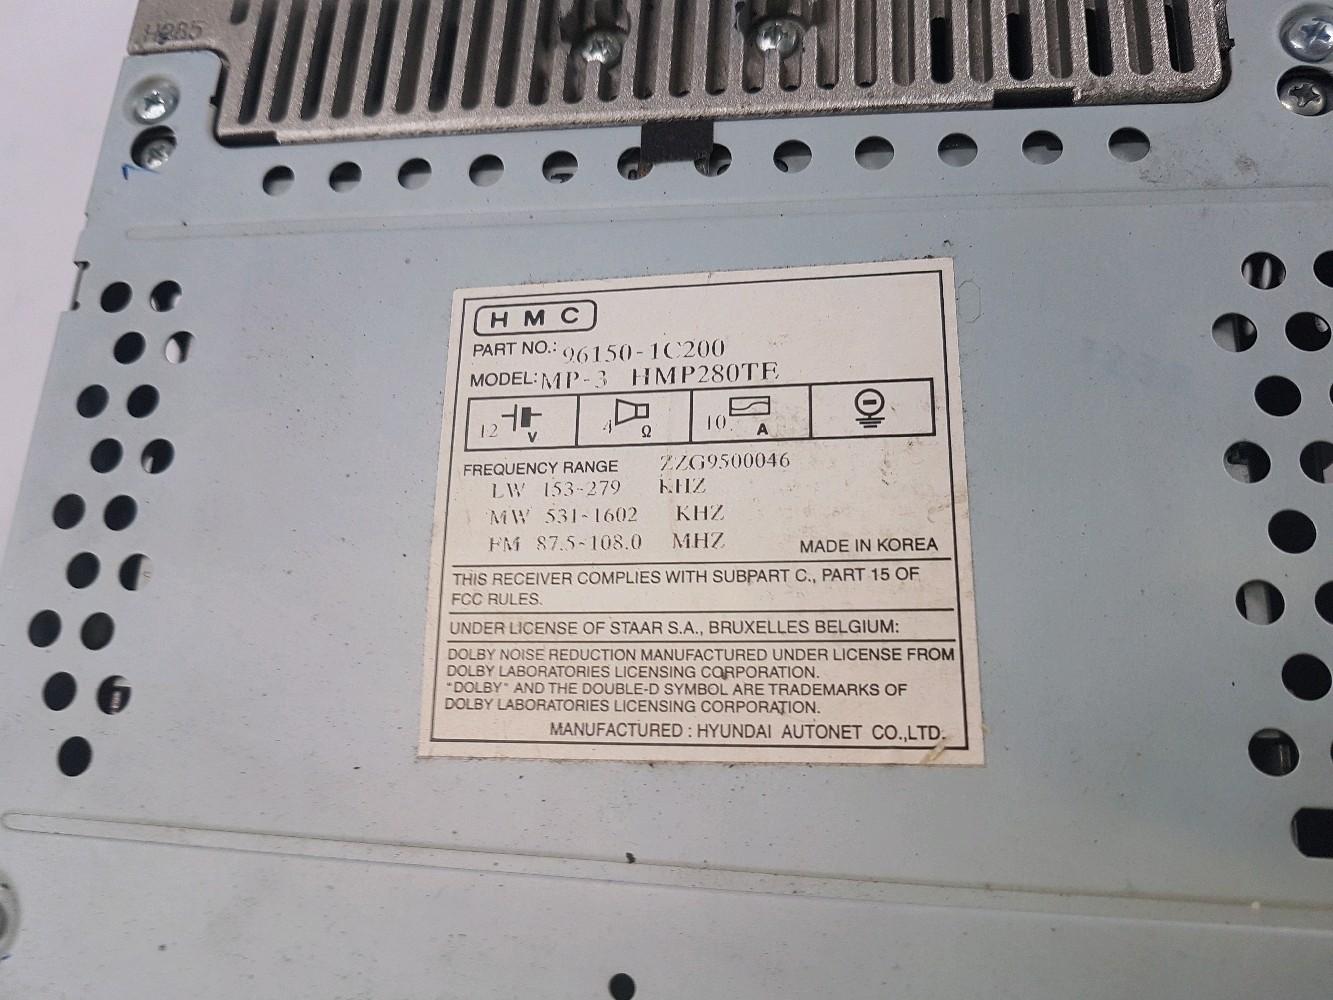 H885
HMC
PART NO.: 96150-1C200
MODEL: MP-3 HMP280TE
12 V 4 Ω 10 A
FREQUENCY RANGE ZZG9500046
LW 153~279 KHZ
MW 531~1602 KHZ
FM 87.5~108.0 MHZ MADE IN KOREA
THIS RECEIVER COMPLIES WITH SUBPART C., PART 15 OF
FCC RULES.
UNDER LICENSE OF STAAR S.A., BRUXELLES BELGIUM:
DOLBY NOISE REDUCTION MANUFACTURED UNDER LICENSE FROM
DOLBY LABORATORIES LICENSING CORPORATION.
"DOLBY" AND THE DOUBLE-D SYMBOL ARE TRADEMARKS OF
DOLBY LABORATORIES LICENSING CORPORATION.
MANUFACTURED : HYUNDAI AUTONET CO.,LTD.